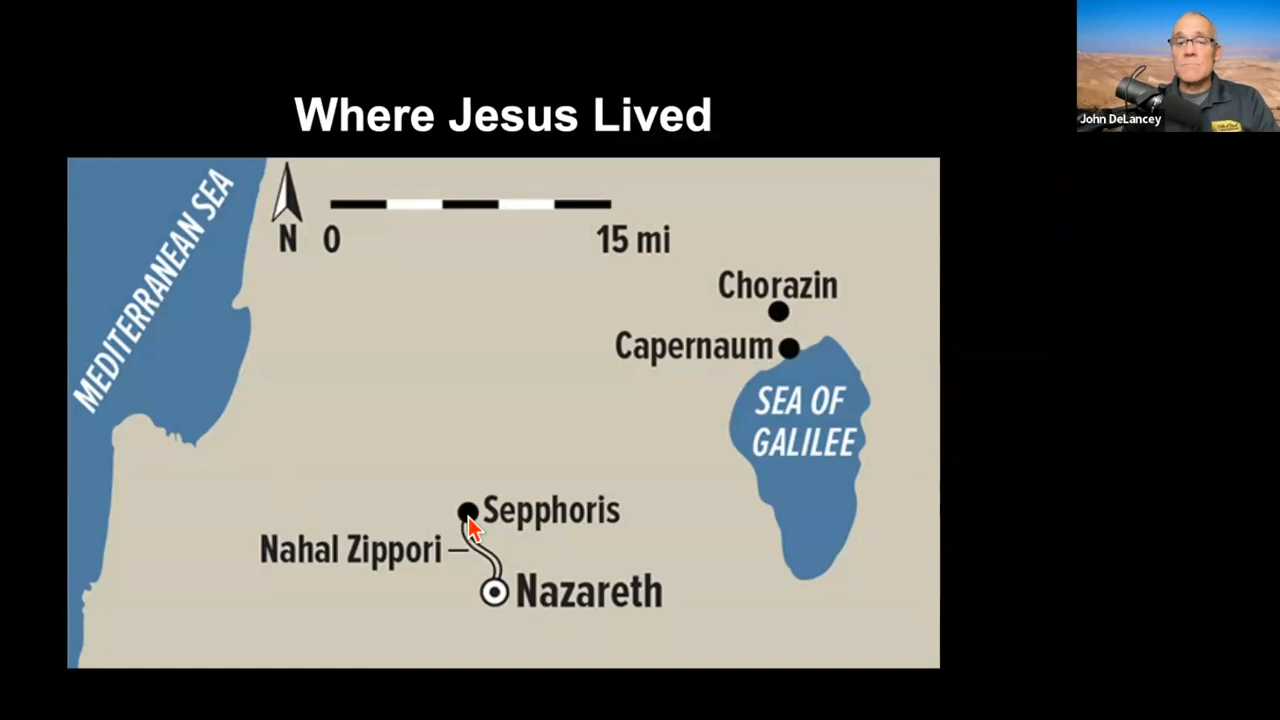 Where Jesus Lived
John DeLancey
MEDITERRANEAN SEA
N 0 15 mi
Chorazin
Capernaum
SEA OF
GALILEE
Sepphoris
Nahal Zippori
Nazareth